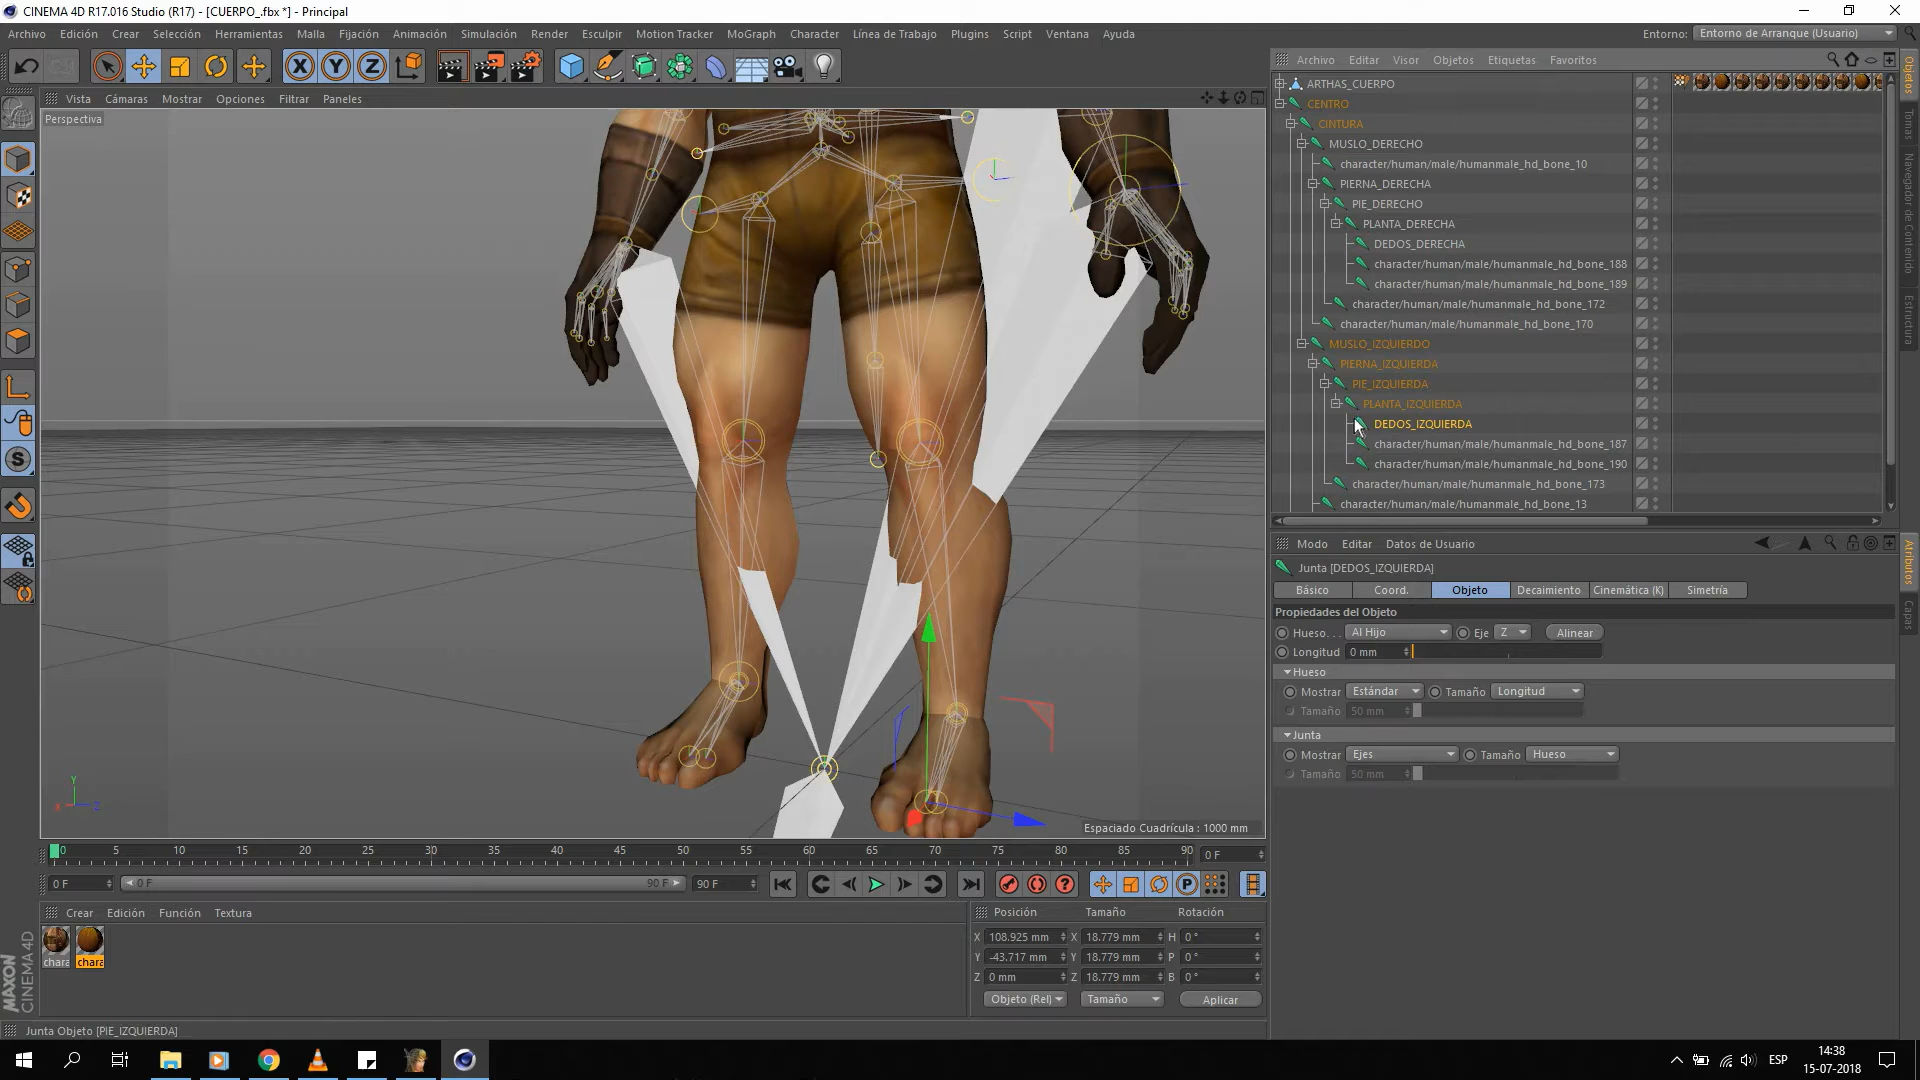 CINEMA 4D R17.016 Studio (R17) - [CUERPO_.fbx *] - Principal
Archivo Edición Crear Selección Herramientas Malla Fijación Animación Simulación Render Esculpir Motion Tracker MoGraph Character Línea de Trabajo Plugins Script Ventana Ayuda
Entorno: Entorno de Arranque (Usuario)
X Y Z
Vista Cámaras Mostrar Opciones Filtrar Paneles
Perspectiva
Archivo Editar Visor Objetos Etiquetas Favoritos
ARTHAS_CUERPO
CENTRO
CINTURA
MUSLO_DERECHO
character/human/male/humanmale_hd_bone_10
PIERNA_DERECHA
PIE_DERECHO
PLANTA_DERECHA
DEDOS_DERECHA
character/human/male/humanmale_hd_bone_188
character/human/male/humanmale_hd_bone_189
character/human/male/humanmale_hd_bone_172
character/human/male/humanmale_hd_bone_170
MUSLO_IZQUIERDO
PIERNA_IZQUIERDA
PIE_IZQUIERDA
PLANTA_IZQUIERDA
DEDOS_IZQUIERDA
character/human/male/humanmale_hd_bone_187
character/human/male/humanmale_hd_bone_190
character/human/male/humanmale_hd_bone_173
character/human/male/humanmale_hd_bone_13
Objetos
Tomas
Navegador de Contenido
Estructura
Modo Editar Datos de Usuario
Junta [DEDOS_IZQUIERDA]
Básico Coord. Objeto Decaimiento Cinemática (K) Simetría
Propiedades del Objeto
Hueso. . . Al Hijo Eje Z Alinear
Longitud 0 mm
Hueso
Mostrar Estándar Tamaño Longitud
Tamaño 50 mm
Junta
Mostrar Ejes Tamaño Hueso
Tamaño 50 mm
Atributos
Capas
Y
X Z
Espaciado Cuadrícula : 1000 mm
0 5 10 15 20 25 30 35 40 45 50 55 60 65 70 75 80 85 90 0 F
0 F 0 F 90 F 90 F
Crear Edición Función Textura
chara chara
Posición Tamaño Rotación
X 108.925 mm X 18.779 mm H 0 °
Y -43.717 mm Y 18.779 mm P 0 °
Z 0 mm Z 18.779 mm B 0 °
Objeto (Rel) Tamaño Aplicar
MAXON
CINEMA 4D
Junta Objeto [PIE_IZQUIERDA]
ESP
14:38
15-07-2018